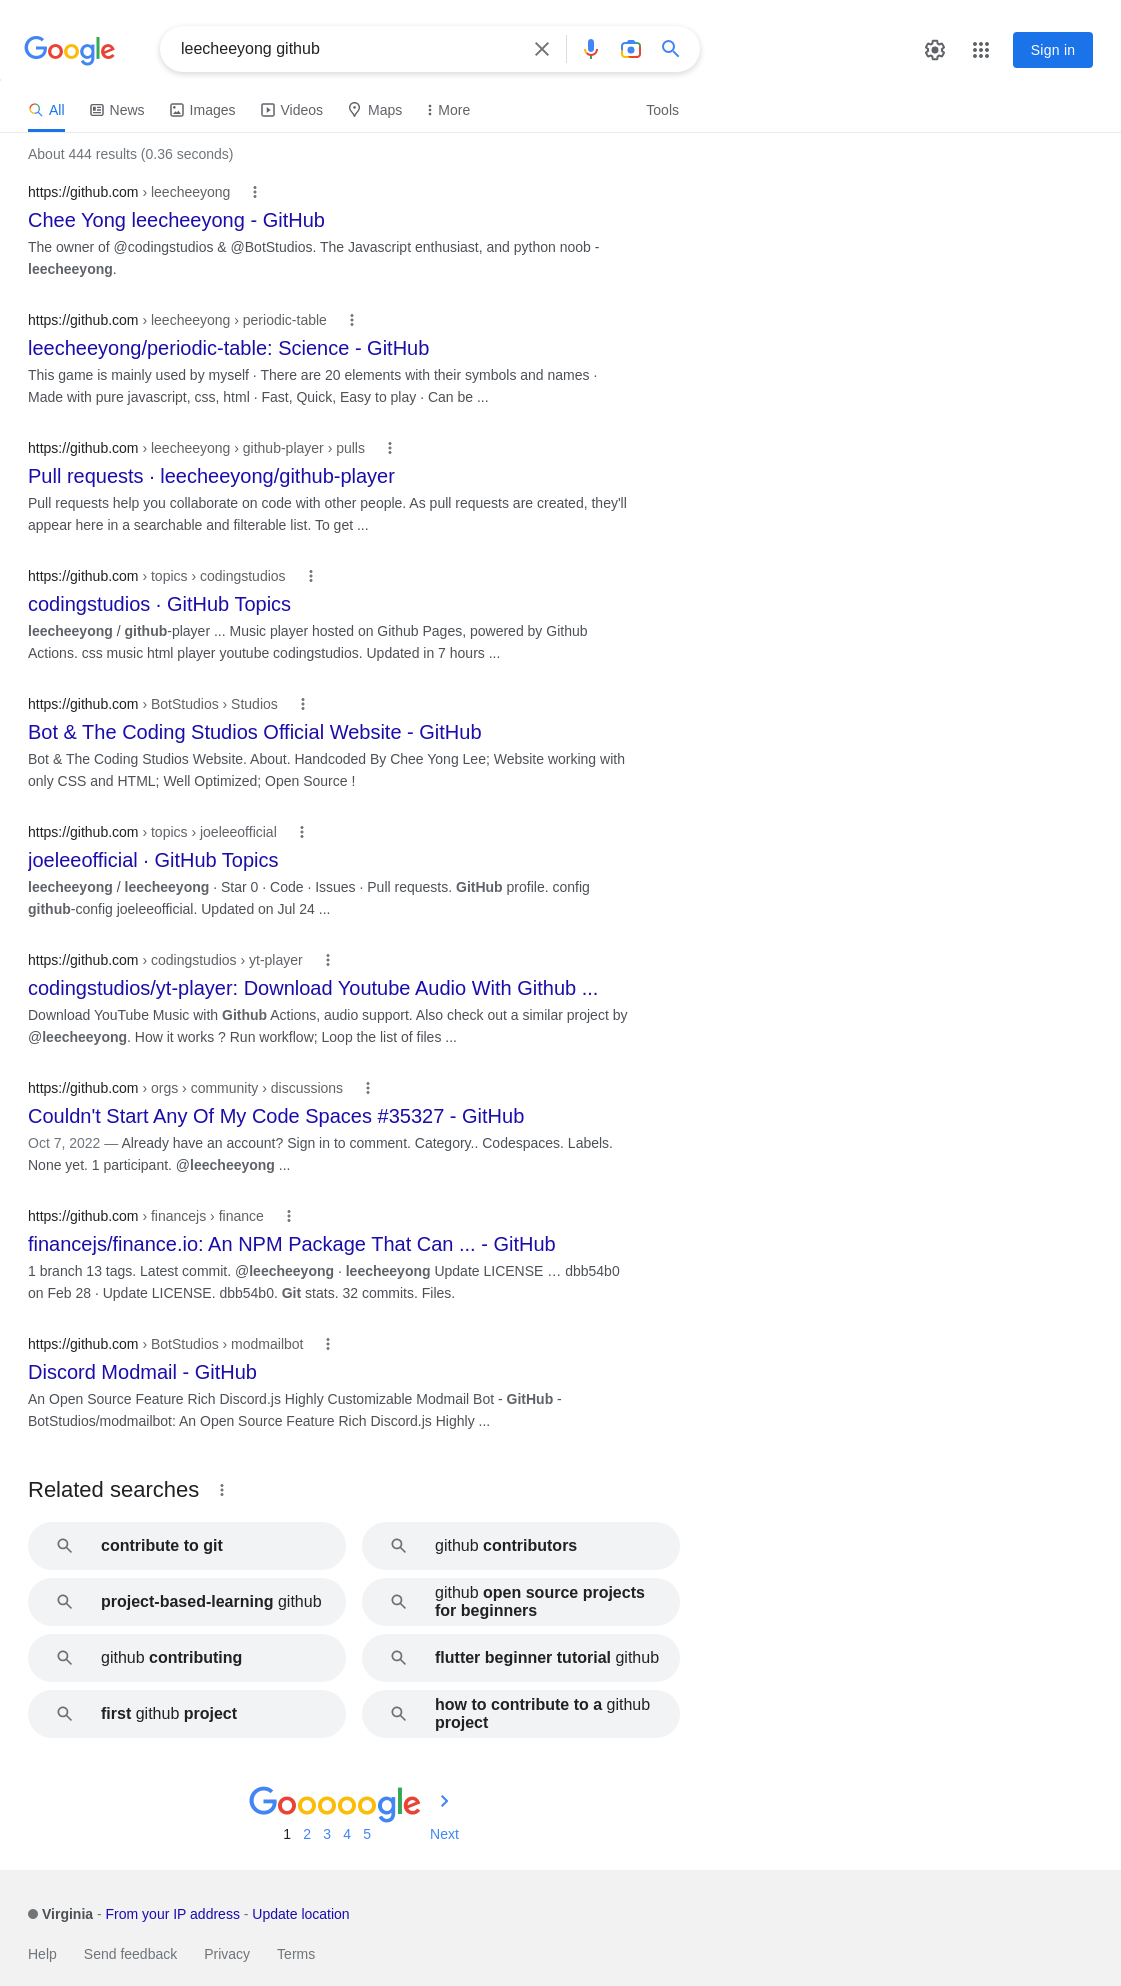 Google
leecheeyong github
Sign in
All
News
Images
Videos
Maps
More
Tools
About 444 results (0.36 seconds)
https://github.com › leecheeyong
Chee Yong leecheeyong - GitHub
The owner of @codingstudios & @BotStudios. The Javascript enthusiast, and python noob -
leecheeyong.
https://github.com › leecheeyong › periodic-table
leecheeyong/periodic-table: Science - GitHub
This game is mainly used by myself · There are 20 elements with their symbols and names ·
Made with pure javascript, css, html · Fast, Quick, Easy to play · Can be ...
https://github.com › leecheeyong › github-player › pulls
Pull requests · leecheeyong/github-player
Pull requests help you collaborate on code with other people. As pull requests are created, they'll
appear here in a searchable and filterable list. To get ...
https://github.com › topics › codingstudios
codingstudios · GitHub Topics
leecheeyong / github-player ... Music player hosted on Github Pages, powered by Github
Actions. css music html player youtube codingstudios. Updated in 7 hours ...
https://github.com › BotStudios › Studios
Bot & The Coding Studios Official Website - GitHub
Bot & The Coding Studios Website. About. Handcoded By Chee Yong Lee; Website working with
only CSS and HTML; Well Optimized; Open Source !
https://github.com › topics › joeleeofficial
joeleeofficial · GitHub Topics
leecheeyong / leecheeyong · Star 0 · Code · Issues · Pull requests. GitHub profile. config
github-config joeleeofficial. Updated on Jul 24 ...
https://github.com › codingstudios › yt-player
codingstudios/yt-player: Download Youtube Audio With Github ...
Download YouTube Music with Github Actions, audio support. Also check out a similar project by
@leecheeyong. How it works ? Run workflow; Loop the list of files ...
https://github.com › orgs › community › discussions
Couldn't Start Any Of My Code Spaces #35327 - GitHub
Oct 7, 2022 — Already have an account? Sign in to comment. Category.. Codespaces. Labels.
None yet. 1 participant. @leecheeyong ...
https://github.com › financejs › finance
financejs/finance.io: An NPM Package That Can ... - GitHub
1 branch 13 tags. Latest commit. @leecheeyong · leecheeyong Update LICENSE … dbb54b0
on Feb 28 · Update LICENSE. dbb54b0. Git stats. 32 commits. Files.
https://github.com › BotStudios › modmailbot
Discord Modmail - GitHub
An Open Source Feature Rich Discord.js Highly Customizable Modmail Bot - GitHub -
BotStudios/modmailbot: An Open Source Feature Rich Discord.js Highly ...
Related searches
contribute to git
github contributors
project-based-learning github
github open source projects
for beginners
github contributing
flutter beginner tutorial github
first github project
how to contribute to a github
project
Gooooogle
1 2 3 4 5 Next
Virginia - From your IP address - Update location
Help Send feedback Privacy Terms